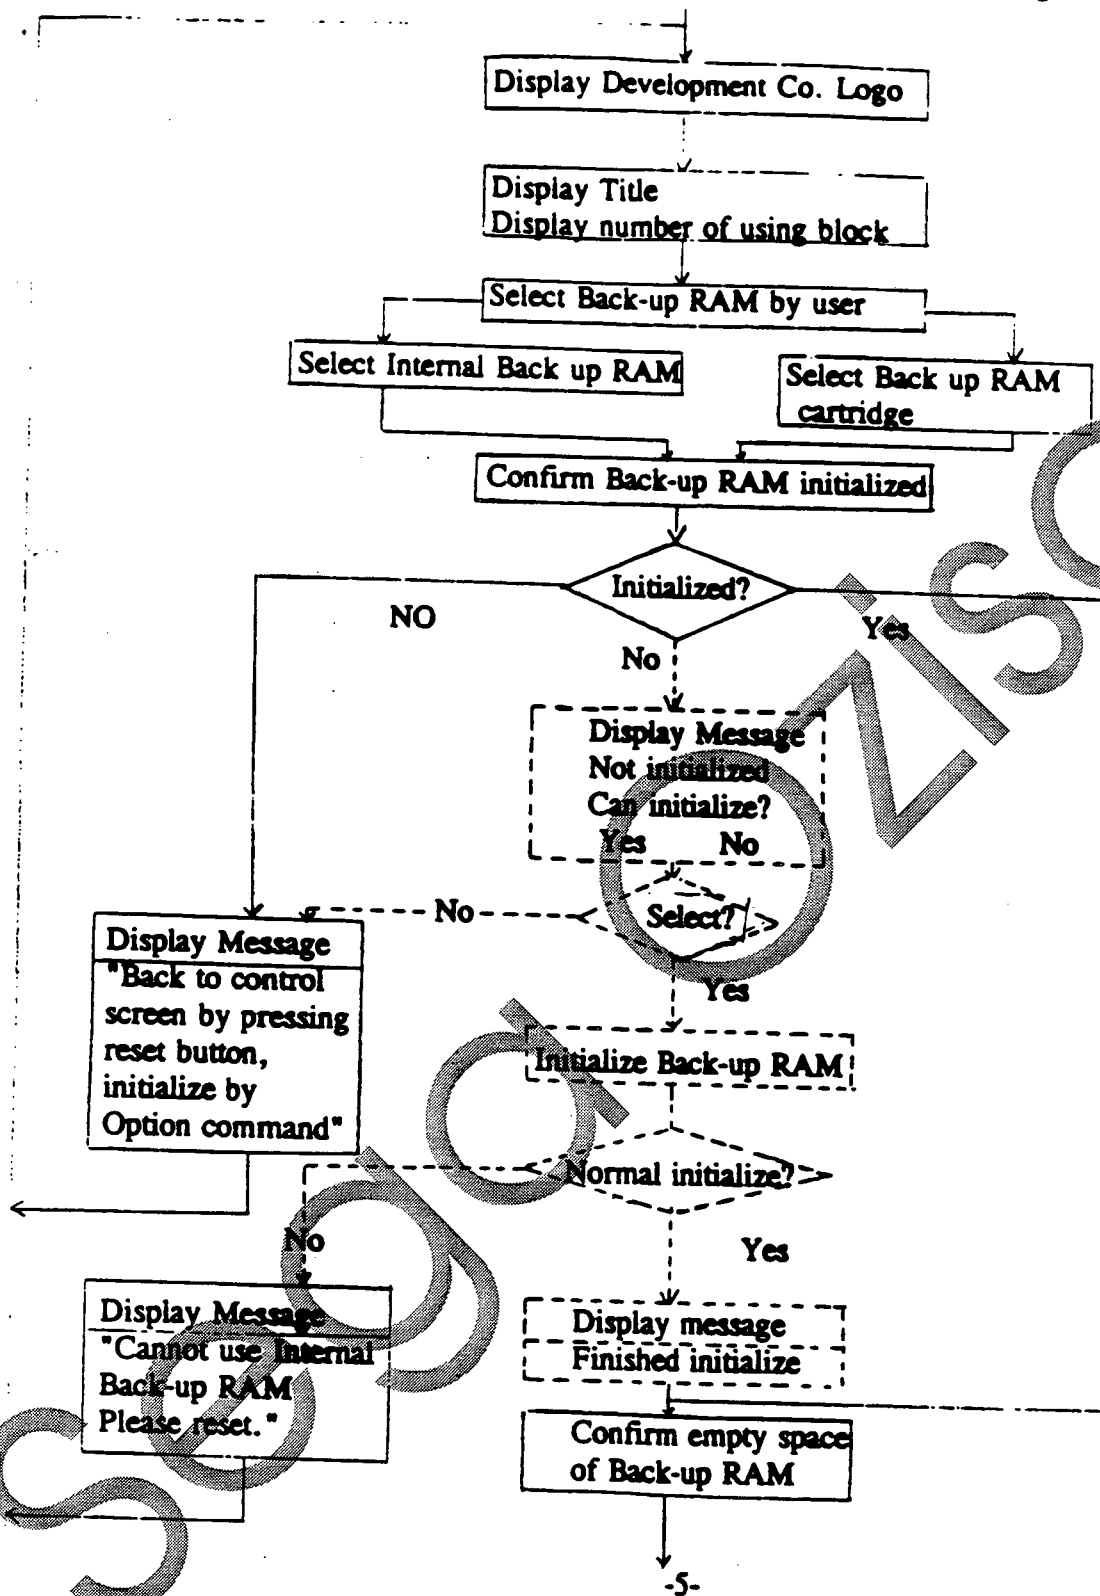 Display Development Co. Logo
Display Title
Display number of using block
Select Back-up RAM by user
Select Internal Back up RAM
Select Back up RAM
cartridge
Confirm Back-up RAM initialized
Initialized?
NO
Yes
No
Display Message
Not initialized
Can initialize?
Yes No
No
Select?
Yes
Display Message
"Back to control
screen by pressing
reset button,
initialize by
Option command"
Initialize Back-up RAM
Normal initialize?
No
Yes
Display Message
"Cannot use Internal
Back-up RAM
Please reset."
Display message
Finished initialize
Confirm empty space
of Back-up RAM
-5-